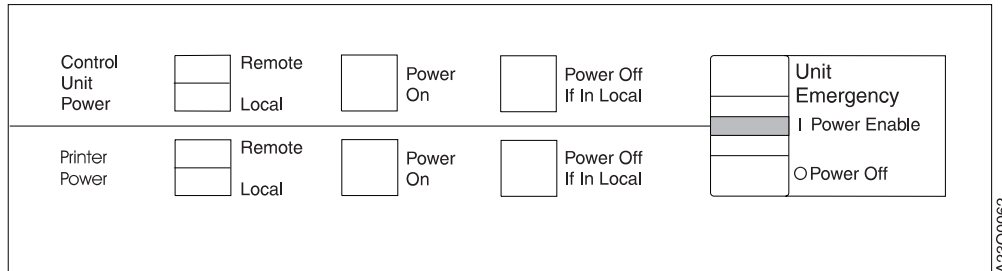 Control
Unit
Power
Remote
Local
Power
On
Power Off
If In Local
Unit
Emergency
I Power Enable
O Power Off
Printer
Power
Remote
Local
Power
On
Power Off
If In Local
A23O0063